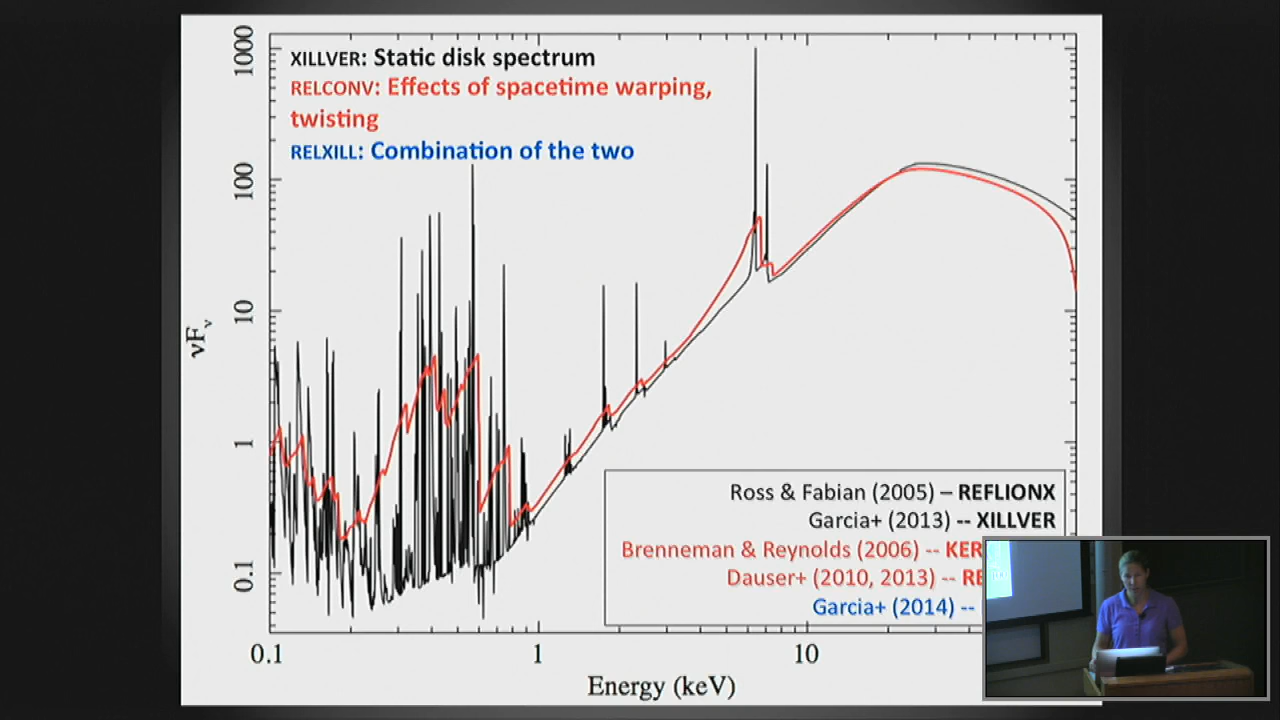 XILLVER: Static disk spectrum
RELCONV: Effects of spacetime warping,
twisting
RELXILL: Combination of the two
1000
100
10
1
0.1
νFν
Ross & Fabian (2005) – REFLIONX
Garcia+ (2013) -- XILLVER
Brenneman & Reynolds (2006) -- KER
Dauser+ (2010, 2013) -- RE
Garcia+ (2014) --
0.1 1 10
Energy (keV)